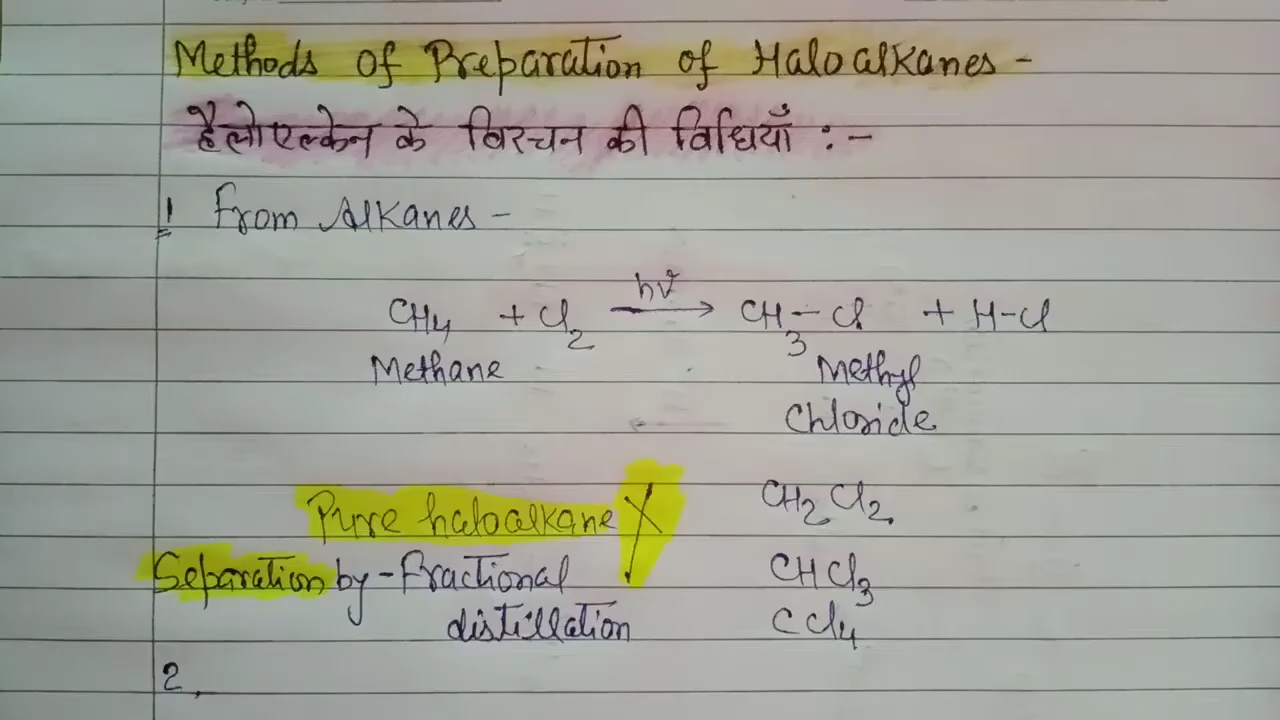 Methods of Preparation of Haloalkanes -
हैलोएल्केन के विरचन की विधियाँ :-
1 From Alkanes -
hν
CH4 + Cl2 → CH3-Cl + H-Cl
Methane Methyl
Chloride
Pure haloalkane X CH2Cl2
Separation by - Fractional CHCl3
distillation CCl4
2.